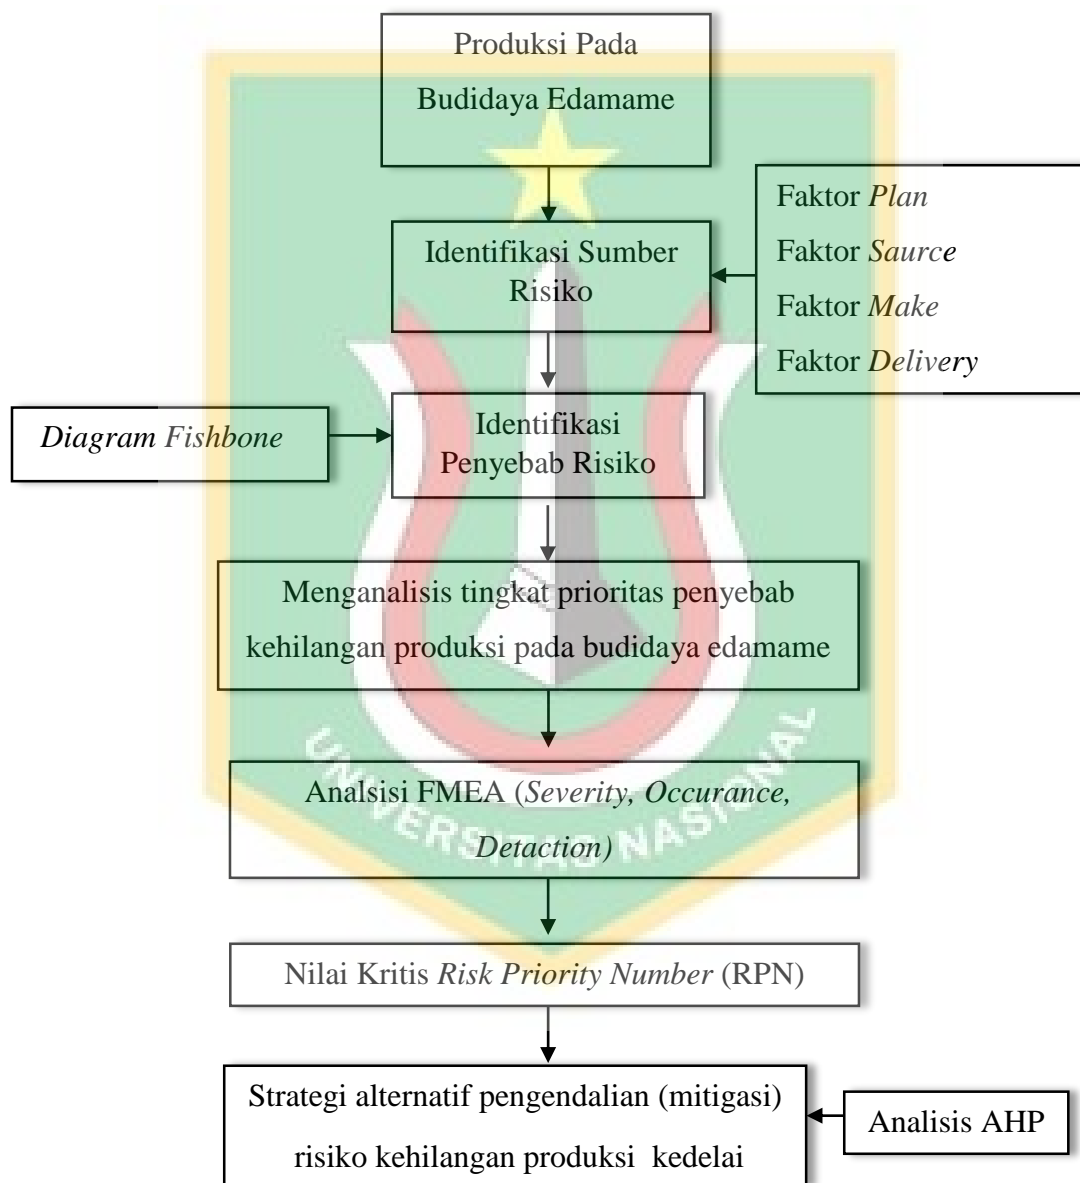 Produksi Pada
Budidaya Edamame
Faktor Plan
Faktor Saurce
Faktor Make
Faktor Delivery
Identifikasi Sumber
Risiko
Diagram Fishbone
Identifikasi
Penyebab Risiko
Menganalisis tingkat prioritas penyebab
kehilangan produksi pada budidaya edamame
Analsisi FMEA (Severity, Occurance,
Detaction)
UNIVERSITAS NASIONAL
Nilai Kritis Risk Priority Number (RPN)
Strategi alternatif pengendalian (mitigasi)
risiko kehilangan produksi kedelai
Analisis AHP